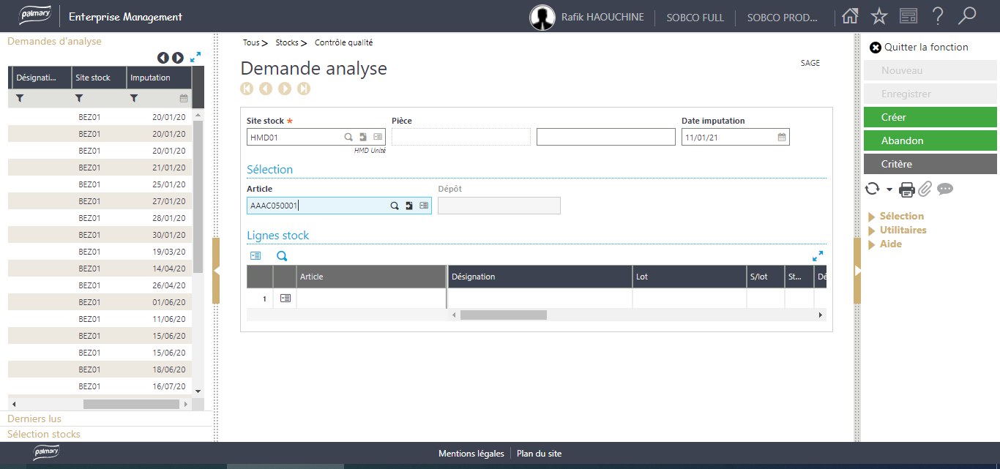 palmary Enterprise Management Rafik HAOUCHINE SOBCO FULL SOBCO PROD... ?
Demandes d'analyse
Désignati... Site stock Imputation
BEZ01 20/01/20
BEZ01 20/01/20
BEZ01 20/01/20
BEZ01 21/01/20
BEZ01 25/01/20
BEZ01 27/01/20
BEZ01 28/01/20
BEZ01 30/01/20
BEZ01 19/03/20
BEZ01 14/04/20
BEZ01 26/04/20
BEZ01 01/06/20
BEZ01 11/06/20
BEZ01 15/06/20
BEZ01 15/06/20
BEZ01 18/06/20
BEZ01 16/07/20
Derniers lus
Sélection stocks
Tous > Stocks > Contrôle qualité
Demande analyse
SAGE
Site stock * Pièce Date imputation
HMD01 11/01/21
HMD Unité
Sélection
Article Dépôt
AAAC050001
Lignes stock
Article Désignation Lot S/lot St... Dé
1
Quitter la fonction
Nouveau
Enregistrer
Créer
Abandon
Critère
Sélection
Utilitaires
Aide
palmary Mentions légales Plan du site